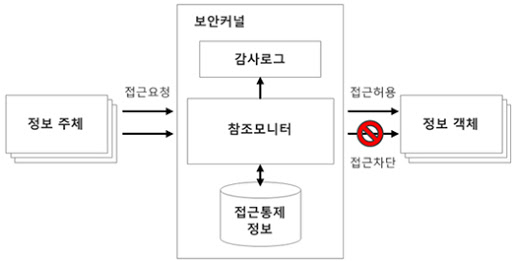 보안커널
감사로그
접근요청
접근허용
정보 주체
참조모니터
정보 객체
접근차단
접근통제
정보